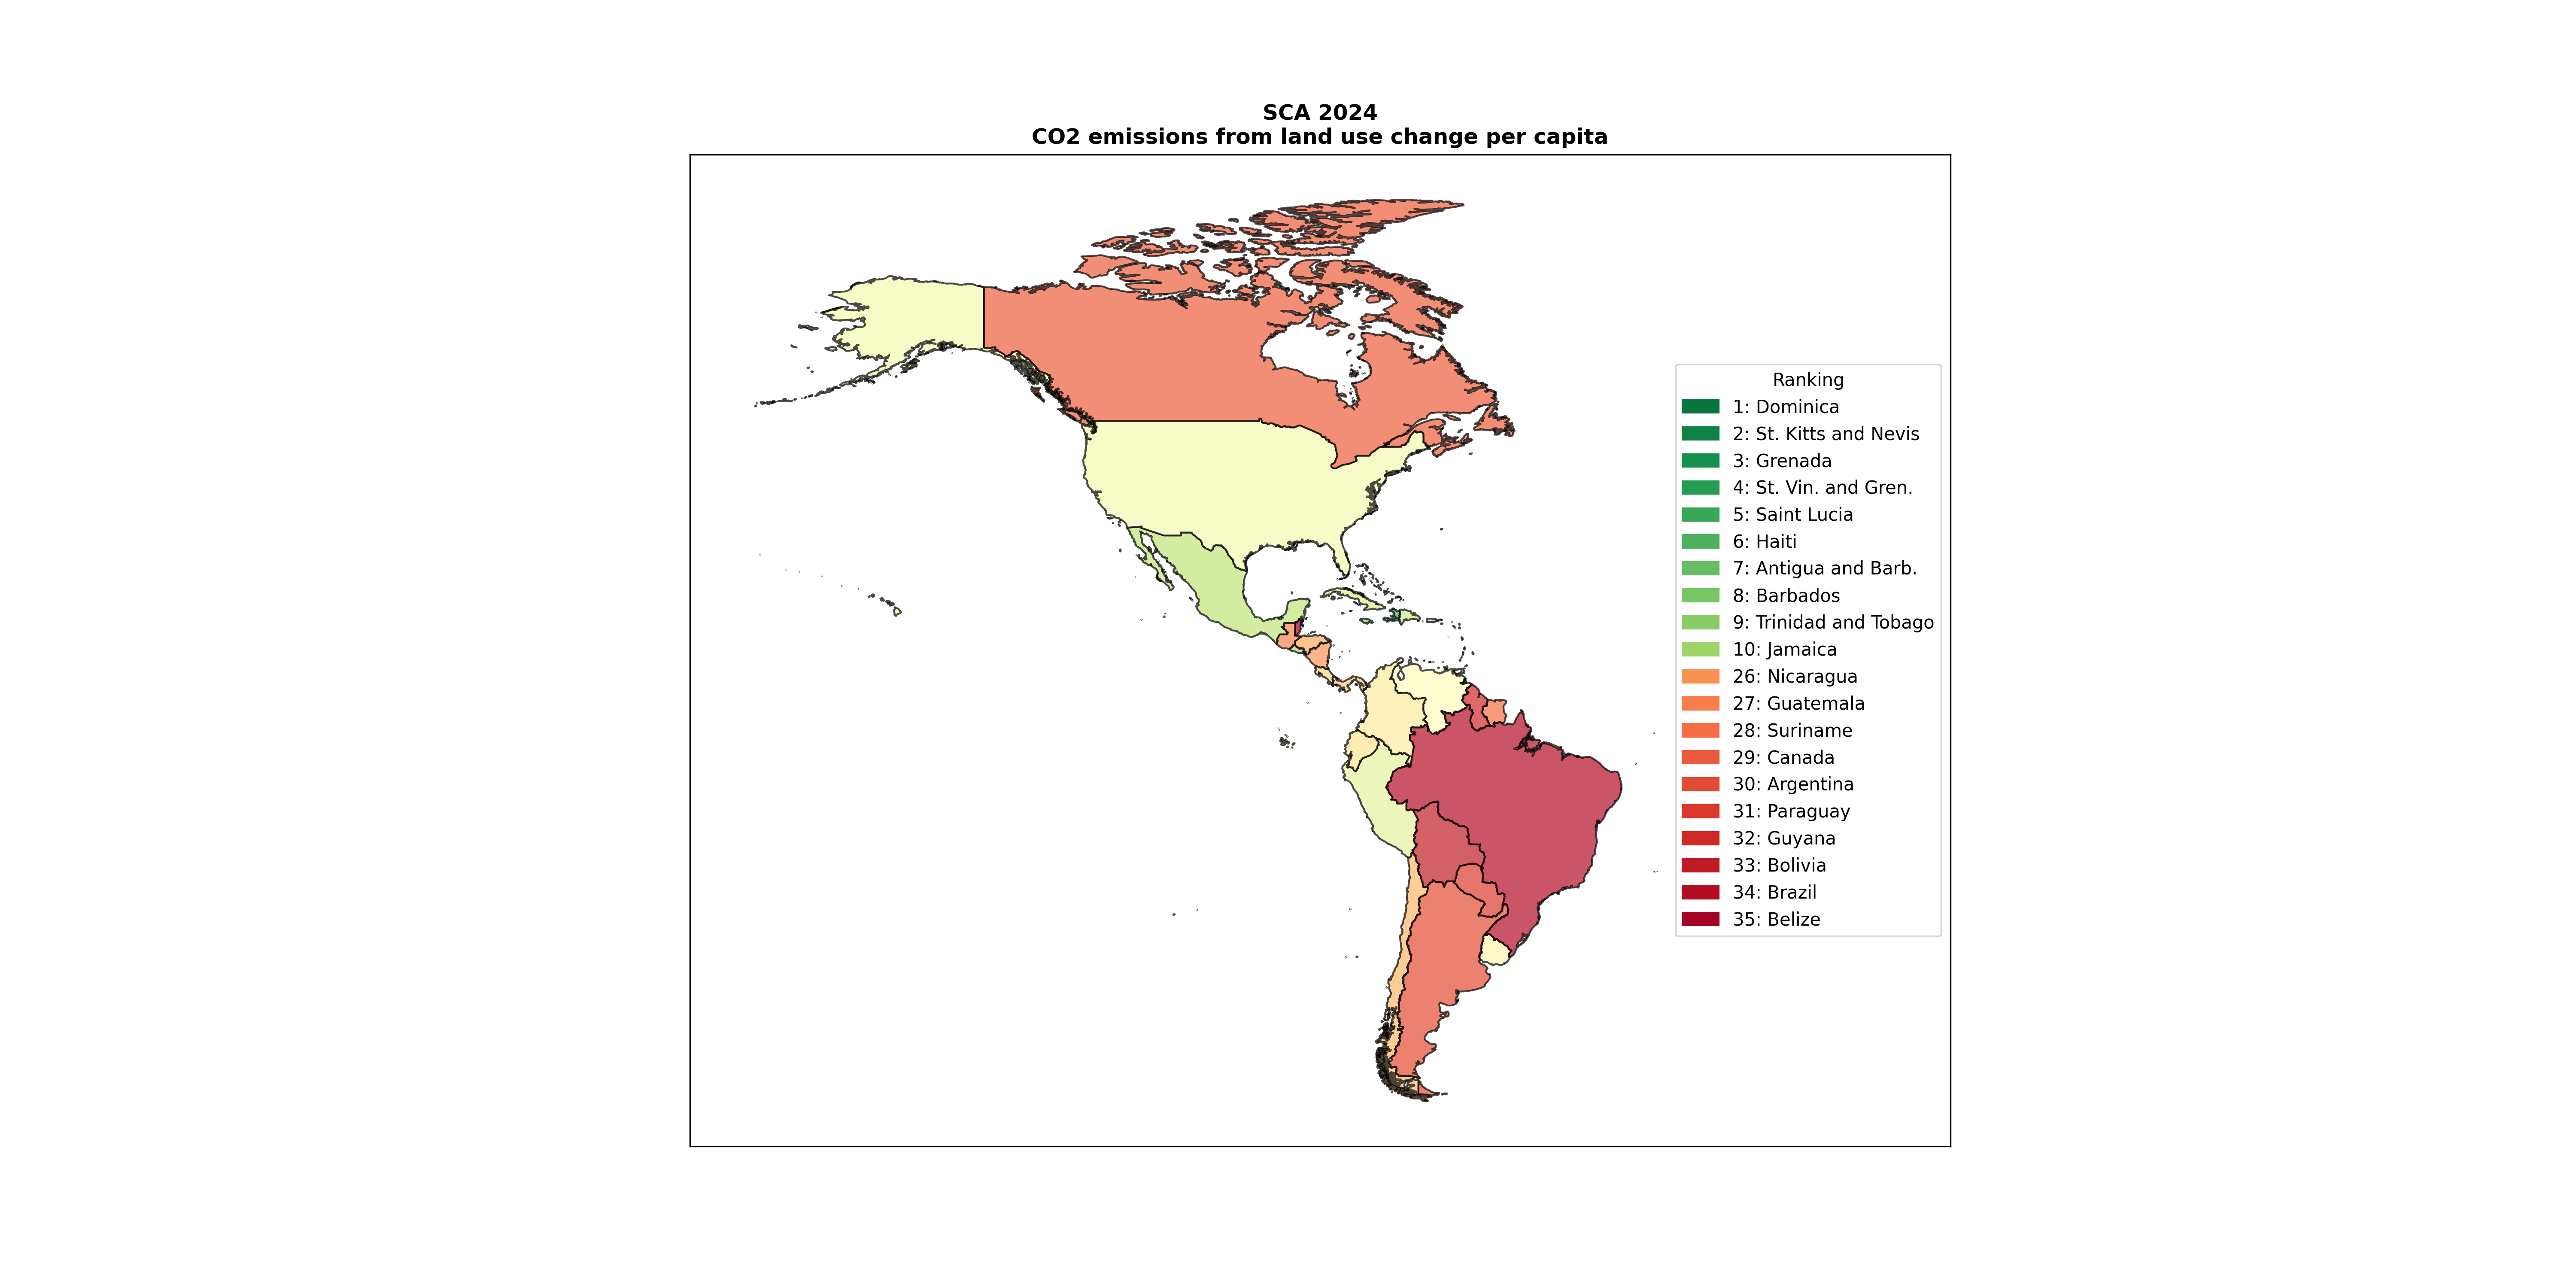 SCA 2024
CO2 emissions from land use change per capita
Ranking
1: Dominica
2: St. Kitts and Nevis
3: Grenada
4: St. Vin. and Gren.
5: Saint Lucia
6: Haiti
7: Antigua and Barb.
8: Barbados
9: Trinidad and Tobago
10: Jamaica
26: Nicaragua
27: Guatemala
28: Suriname
29: Canada
30: Argentina
31: Paraguay
32: Guyana
33: Bolivia
34: Brazil
35: Belize